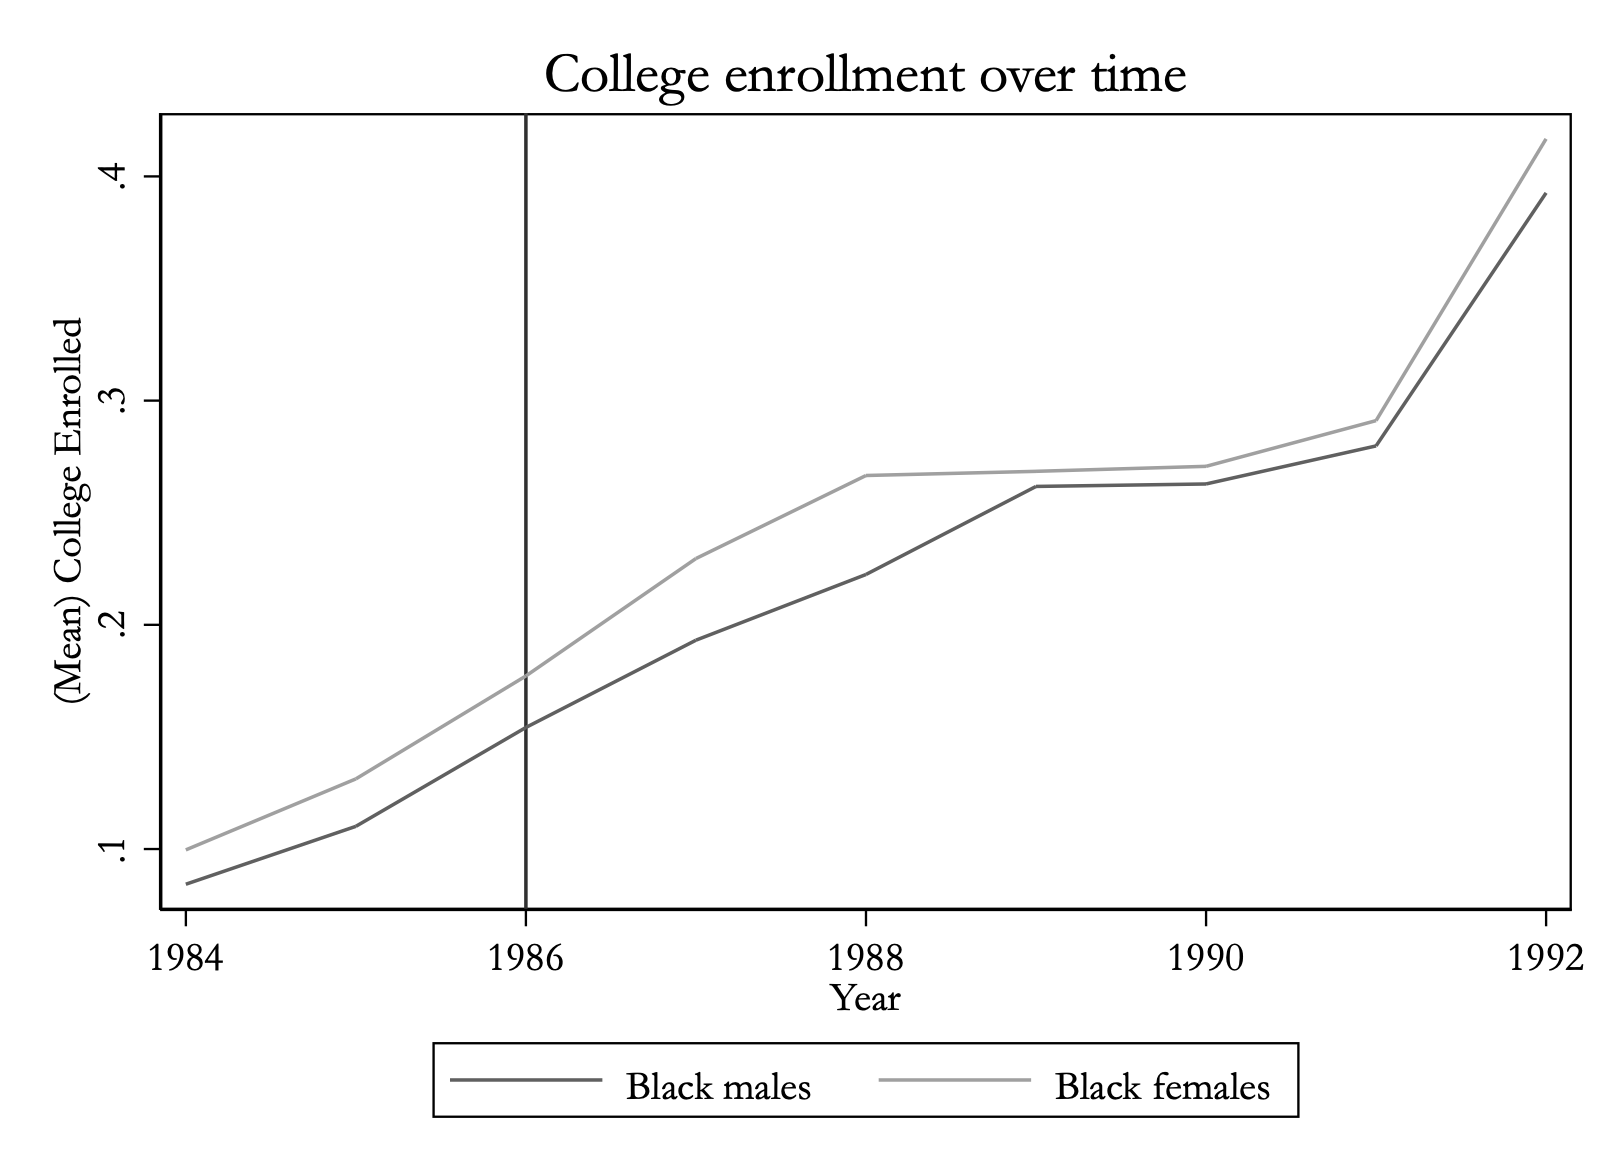 College enrollment over time
(Mean) College Enrolled
.4
.3
.2
.1
1984 1986 1988 1990 1992
Year
Black males Black females